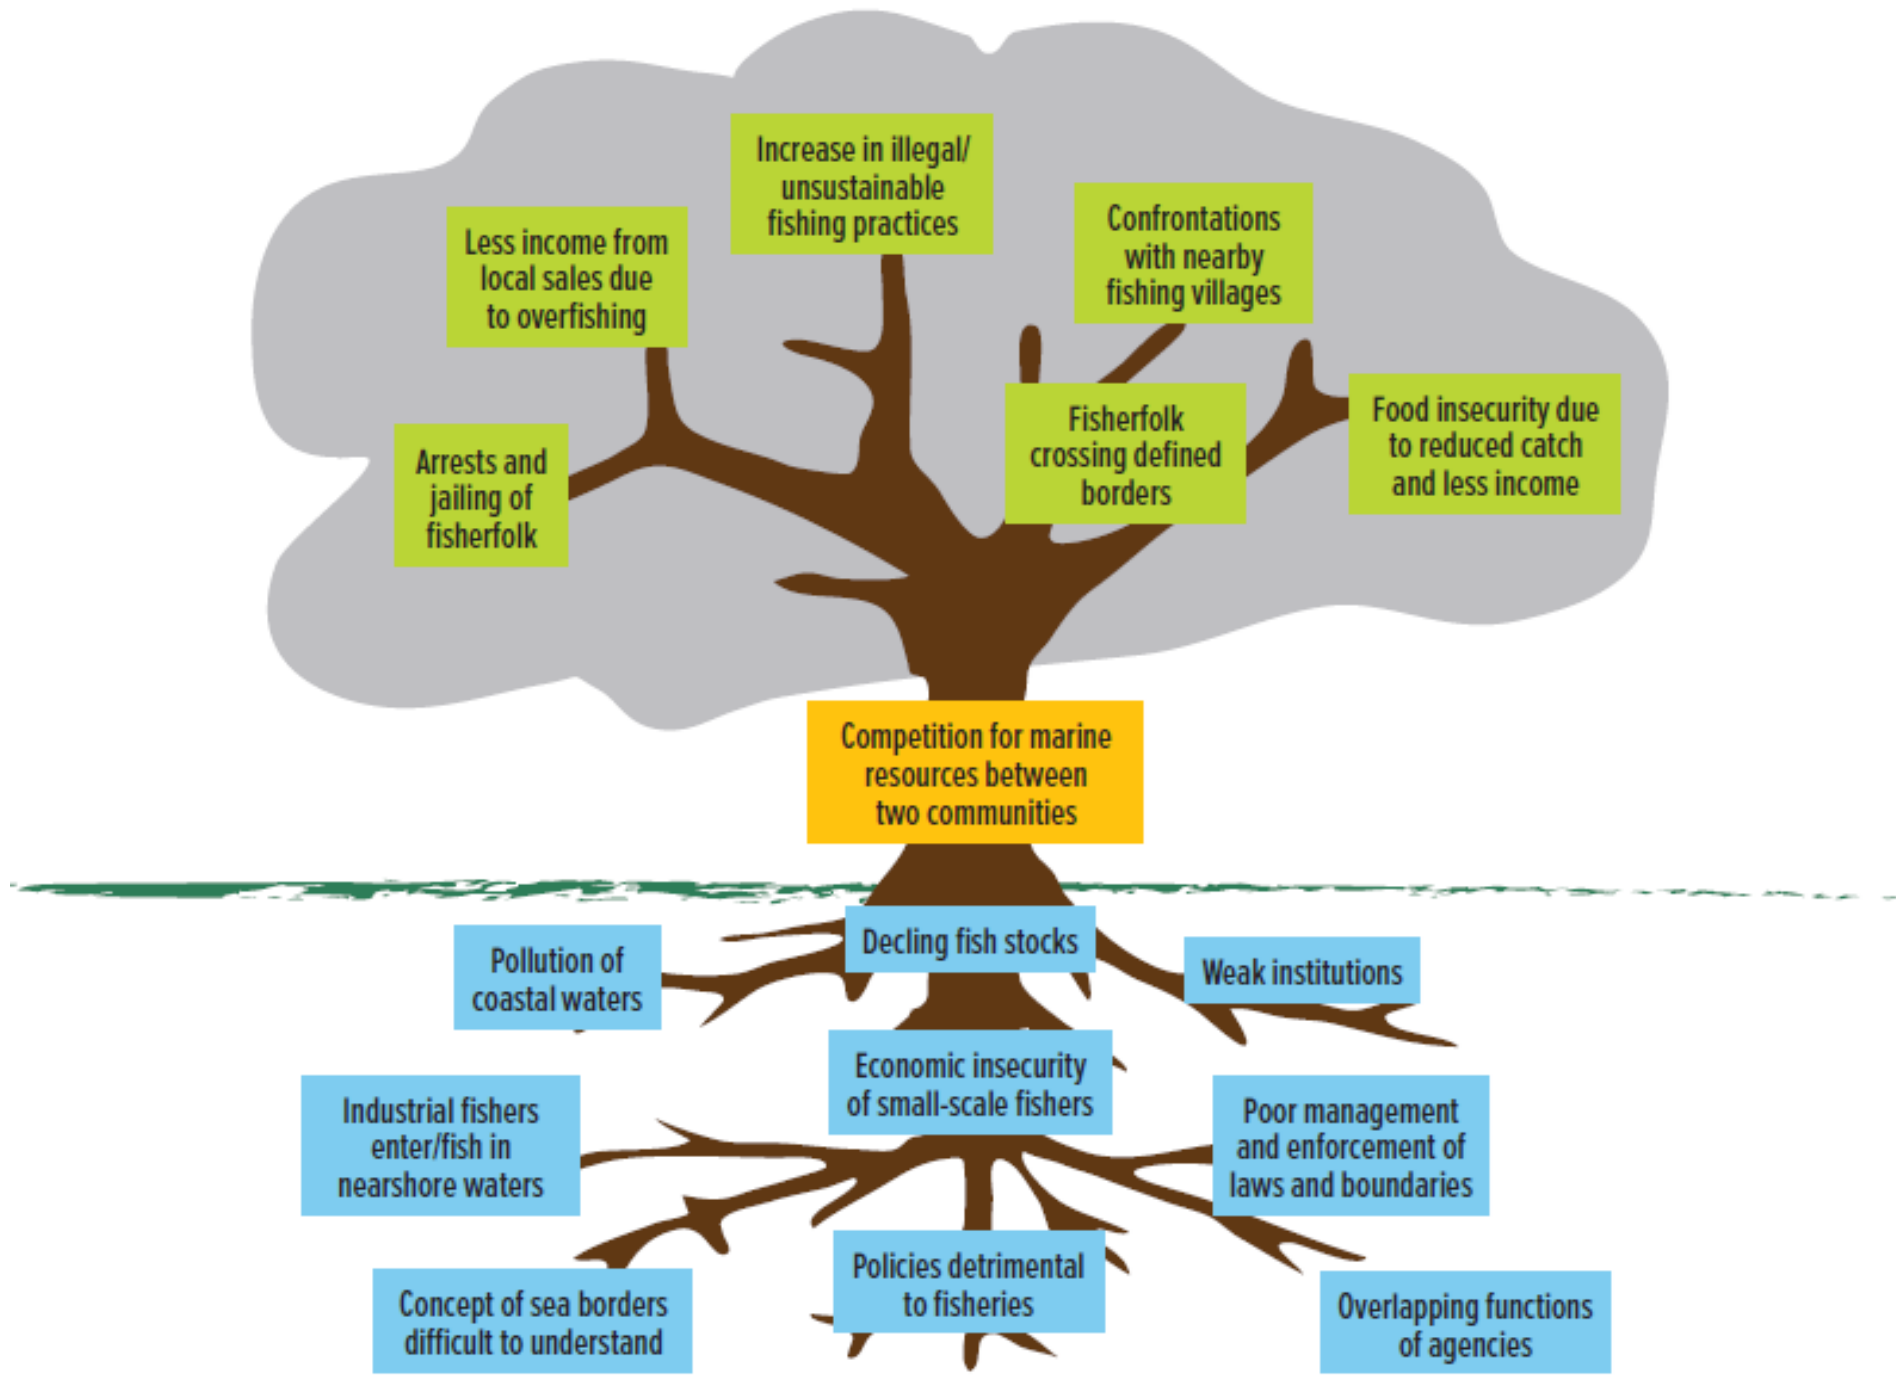 Increase in illegal/
unsustainable
fishing practices
Less income from
local sales due
to overfishing
Confrontations
with nearby
fishing villages
Arrests and
jailing of
fisherfolk
Fisherfolk
crossing defined
borders
Food insecurity due
to reduced catch
and less income
Competition for marine
resources between
two communities
Decling fish stocks
Pollution of
coastal waters
Weak institutions
Economic insecurity
of small-scale fishers
Industrial fishers
enter/fish in
nearshore waters
Poor management
and enforcement of
laws and boundaries
Policies detrimental
to fisheries
Concept of sea borders
difficult to understand
Overlapping functions
of agencies